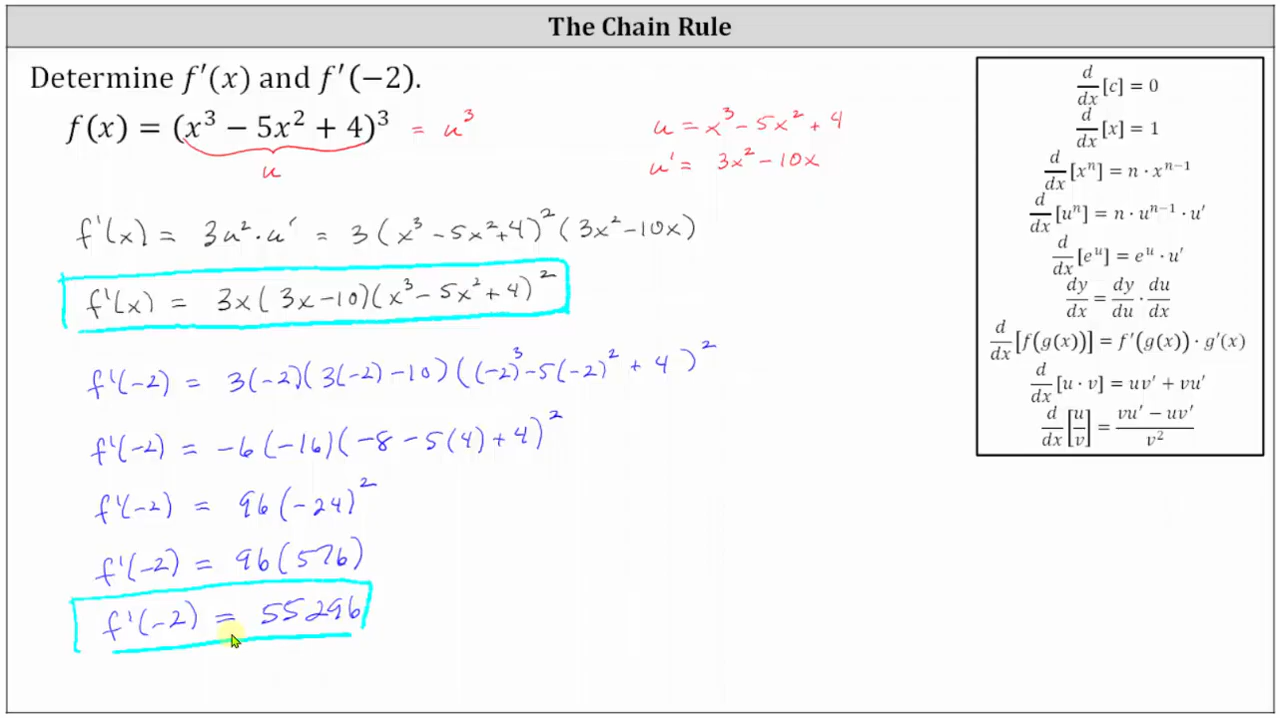 The Chain Rule
Determine f′(x) and f′(−2).
f(x) = (x³ − 5x² + 4)³ = u³
u
u = x³ − 5x² + 4
u' = 3x² − 10x
f'(x) = 3u² · u' = 3(x³ − 5x² + 4)² (3x² − 10x)
f'(x) = 3x(3x − 10)(x³ − 5x² + 4)²
f'(−2) = 3(−2)(3(−2) − 10)((−2)³ − 5(−2)² + 4)²
f'(−2) = −6(−16)(−8 − 5(4) + 4)²
f'(−2) = 96(−24)²
f'(−2) = 96(576)
f'(−2) = 55296
d/dx [c] = 0
d/dx [x] = 1
d/dx [xⁿ] = n · xⁿ⁻¹
d/dx [uⁿ] = n · uⁿ⁻¹ · u′
d/dx [eᵘ] = eᵘ · u′
dy/dx = dy/du · du/dx
d/dx [f(g(x))] = f′(g(x)) · g′(x)
d/dx [u · v] = uv′ + vu′
d/dx [u/v] = (vu′ − uv′)/v²